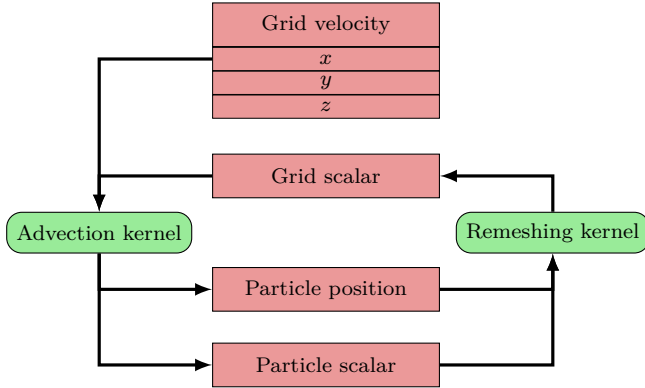 Grid velocity
x
y
z
Grid scalar
Advection kernel
Remeshing kernel
Particle position
Particle scalar